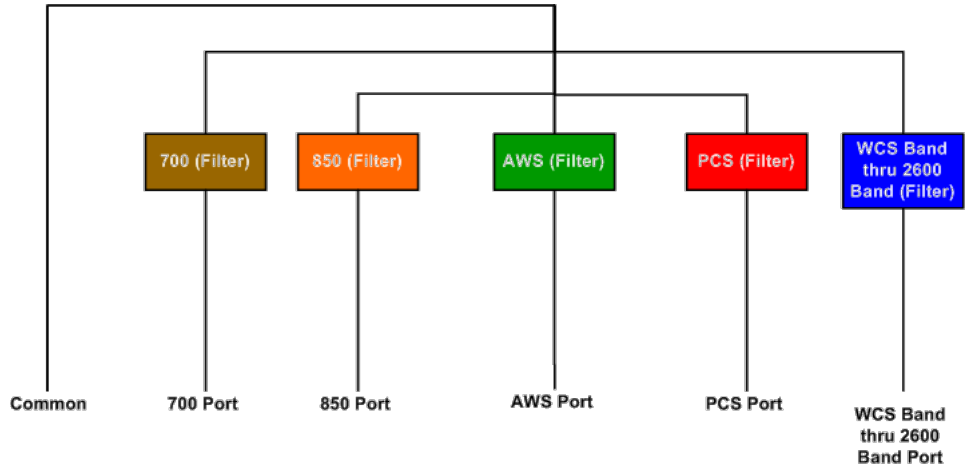 700 (Filter)
850 (Filter)
AWS (Filter)
PCS (Filter)
WCS Band
thru 2600
Band (Filter)
Common
700 Port
850 Port
AWS Port
PCS Port
WCS Band
thru 2600
Band Port